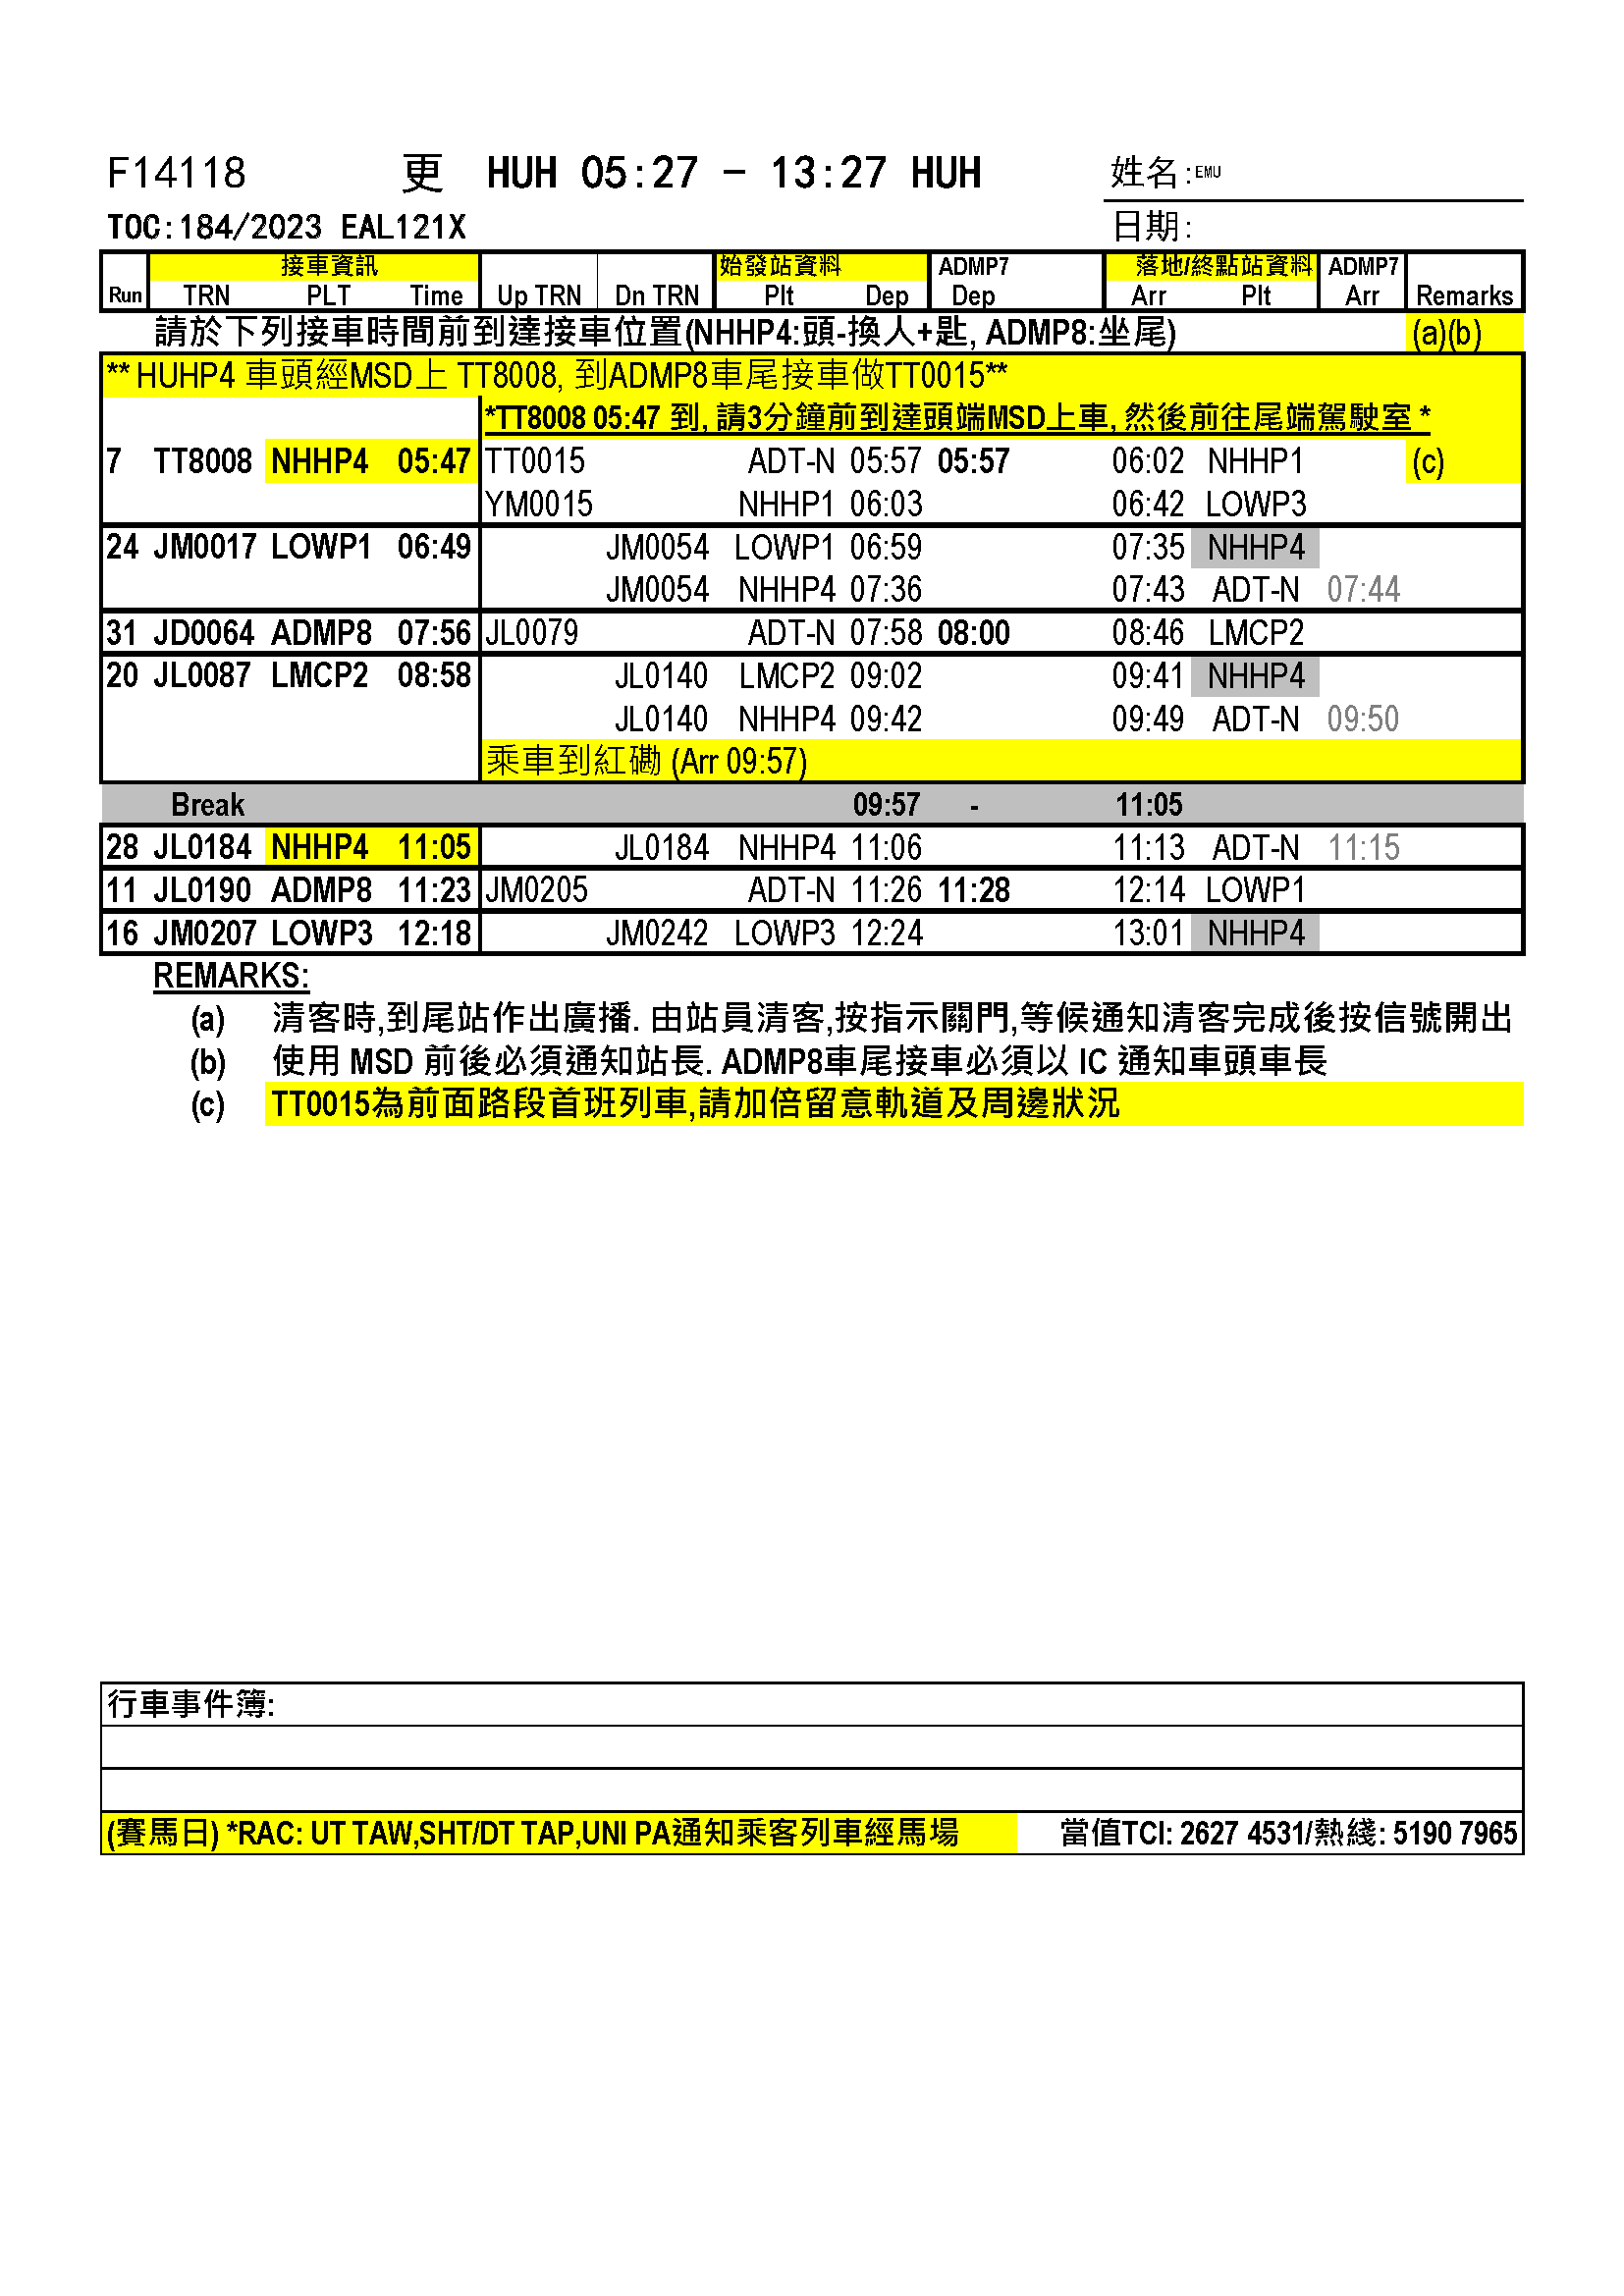 F14118 更 HUH 05:27 - 13:27 HUH 姓名:EMU
TOC:184/2023 EAL121X 日期:
接車資訊 始發站資料 ADMP7 落地/終點站資料 ADMP7
Run TRN PLT Time Up TRN Dn TRN Plt Dep Dep Arr Plt Arr Remarks
請於下列接車時間前到達接車位置(NHHP4:頭-換人+匙, ADMP8:坐尾) (a)(b)
** HUHP4 車頭經MSD上 TT8008, 到ADMP8車尾接車做TT0015**
*TT8008 05:47 到, 請3分鐘前到達頭端MSD上車, 然後前往尾端駕駛室 *
7 TT8008 NHHP4 05:47 TT0015 ADT-N 05:57 05:57 06:02 NHHP1 (c)
YM0015 NHHP1 06:03 06:42 LOWP3
24 JM0017 LOWP1 06:49 JM0054 LOWP1 06:59 07:35 NHHP4
JM0054 NHHP4 07:36 07:43 ADT-N 07:44
31 JD0064 ADMP8 07:56 JL0079 ADT-N 07:58 08:00 08:46 LMCP2
20 JL0087 LMCP2 08:58 JL0140 LMCP2 09:02 09:41 NHHP4
JL0140 NHHP4 09:42 09:49 ADT-N 09:50
乘車到紅磡 (Arr 09:57)
Break 09:57 - 11:05
28 JL0184 NHHP4 11:05 JL0184 NHHP4 11:06 11:13 ADT-N 11:15
11 JL0190 ADMP8 11:23 JM0205 ADT-N 11:26 11:28 12:14 LOWP1
16 JM0207 LOWP3 12:18 JM0242 LOWP3 12:24 13:01 NHHP4
REMARKS:
(a) 清客時,到尾站作出廣播. 由站員清客,按指示關門,等候通知清客完成後按信號開出
(b) 使用 MSD 前後必須通知站長. ADMP8車尾接車必須以 IC 通知車頭車長
(c) TT0015為前面路段首班列車,請加倍留意軌道及周邊狀況
行車事件簿:
(賽馬日) *RAC: UT TAW,SHT/DT TAP,UNI PA通知乘客列車經馬場 當值TCI: 2627 4531/熱綫: 5190 7965